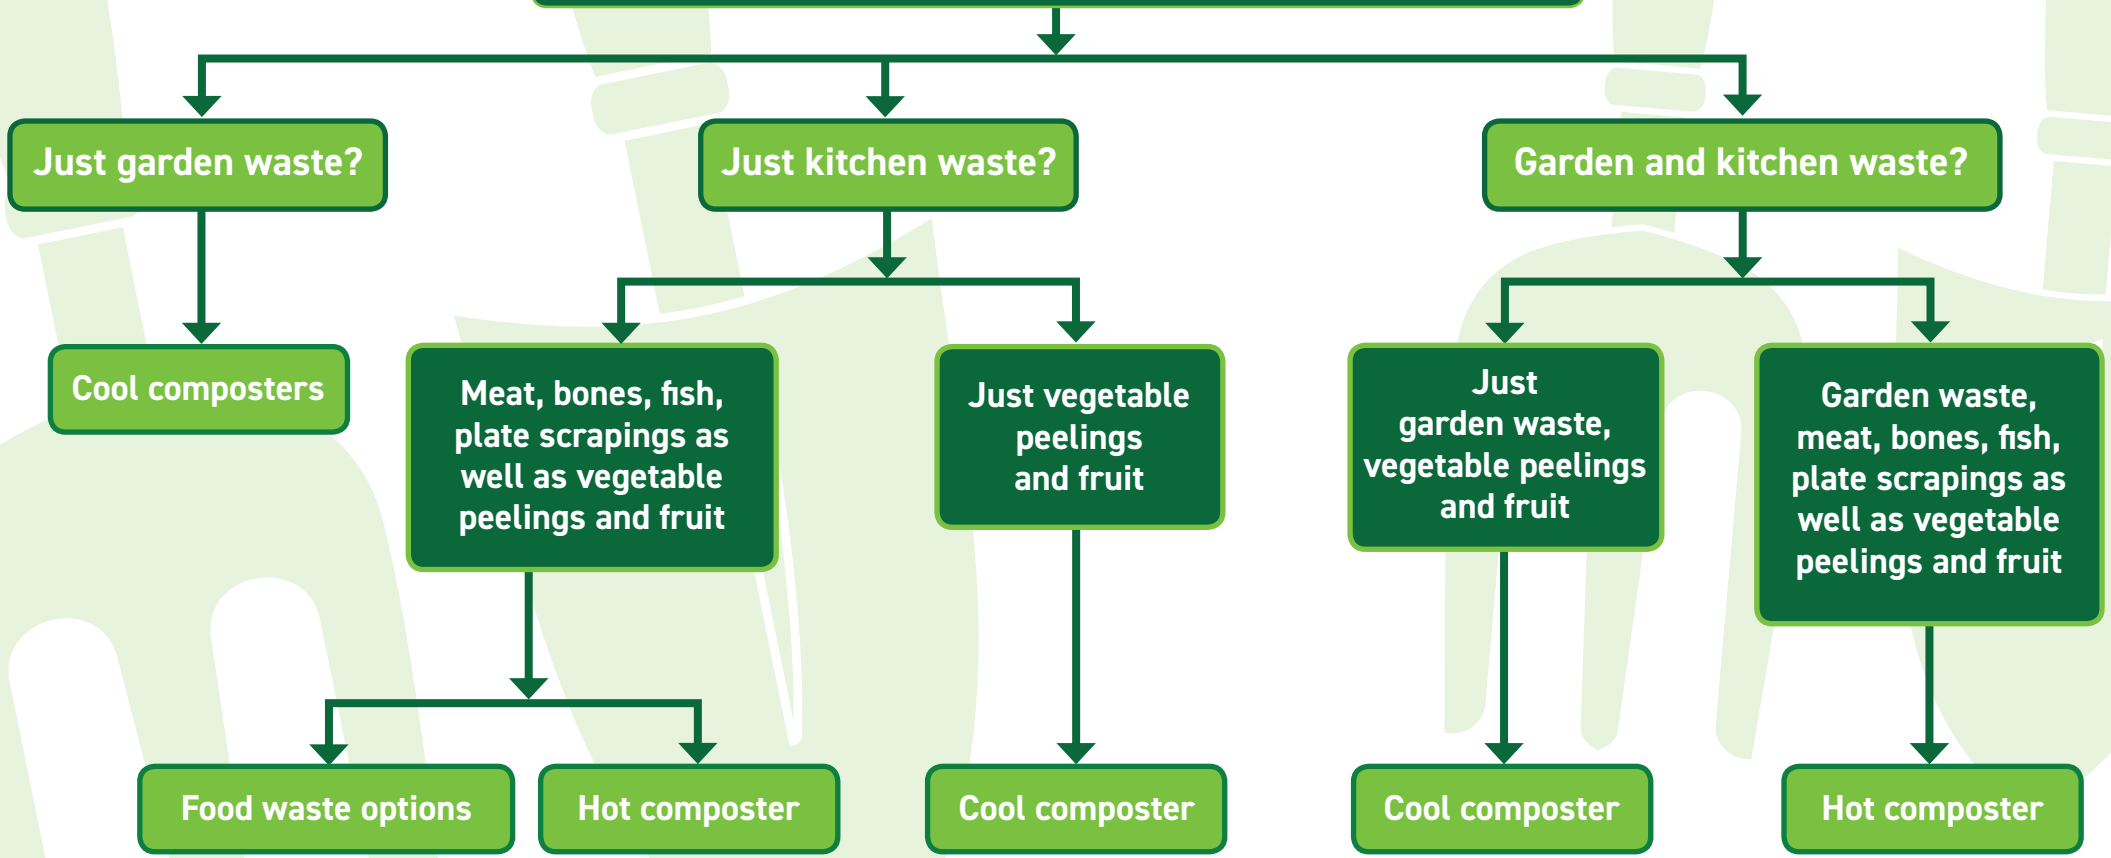 Just garden waste?
Just kitchen waste?
Garden and kitchen waste?
Cool composters
Meat, bones, fish,
plate scrapings as
well as vegetable
peelings and fruit
Just vegetable
peelings
and fruit
Just
garden waste,
vegetable peelings
and fruit
Garden waste,
meat, bones, fish,
plate scrapings as
well as vegetable
peelings and fruit
Food waste options
Hot composter
Cool composter
Cool composter
Hot composter